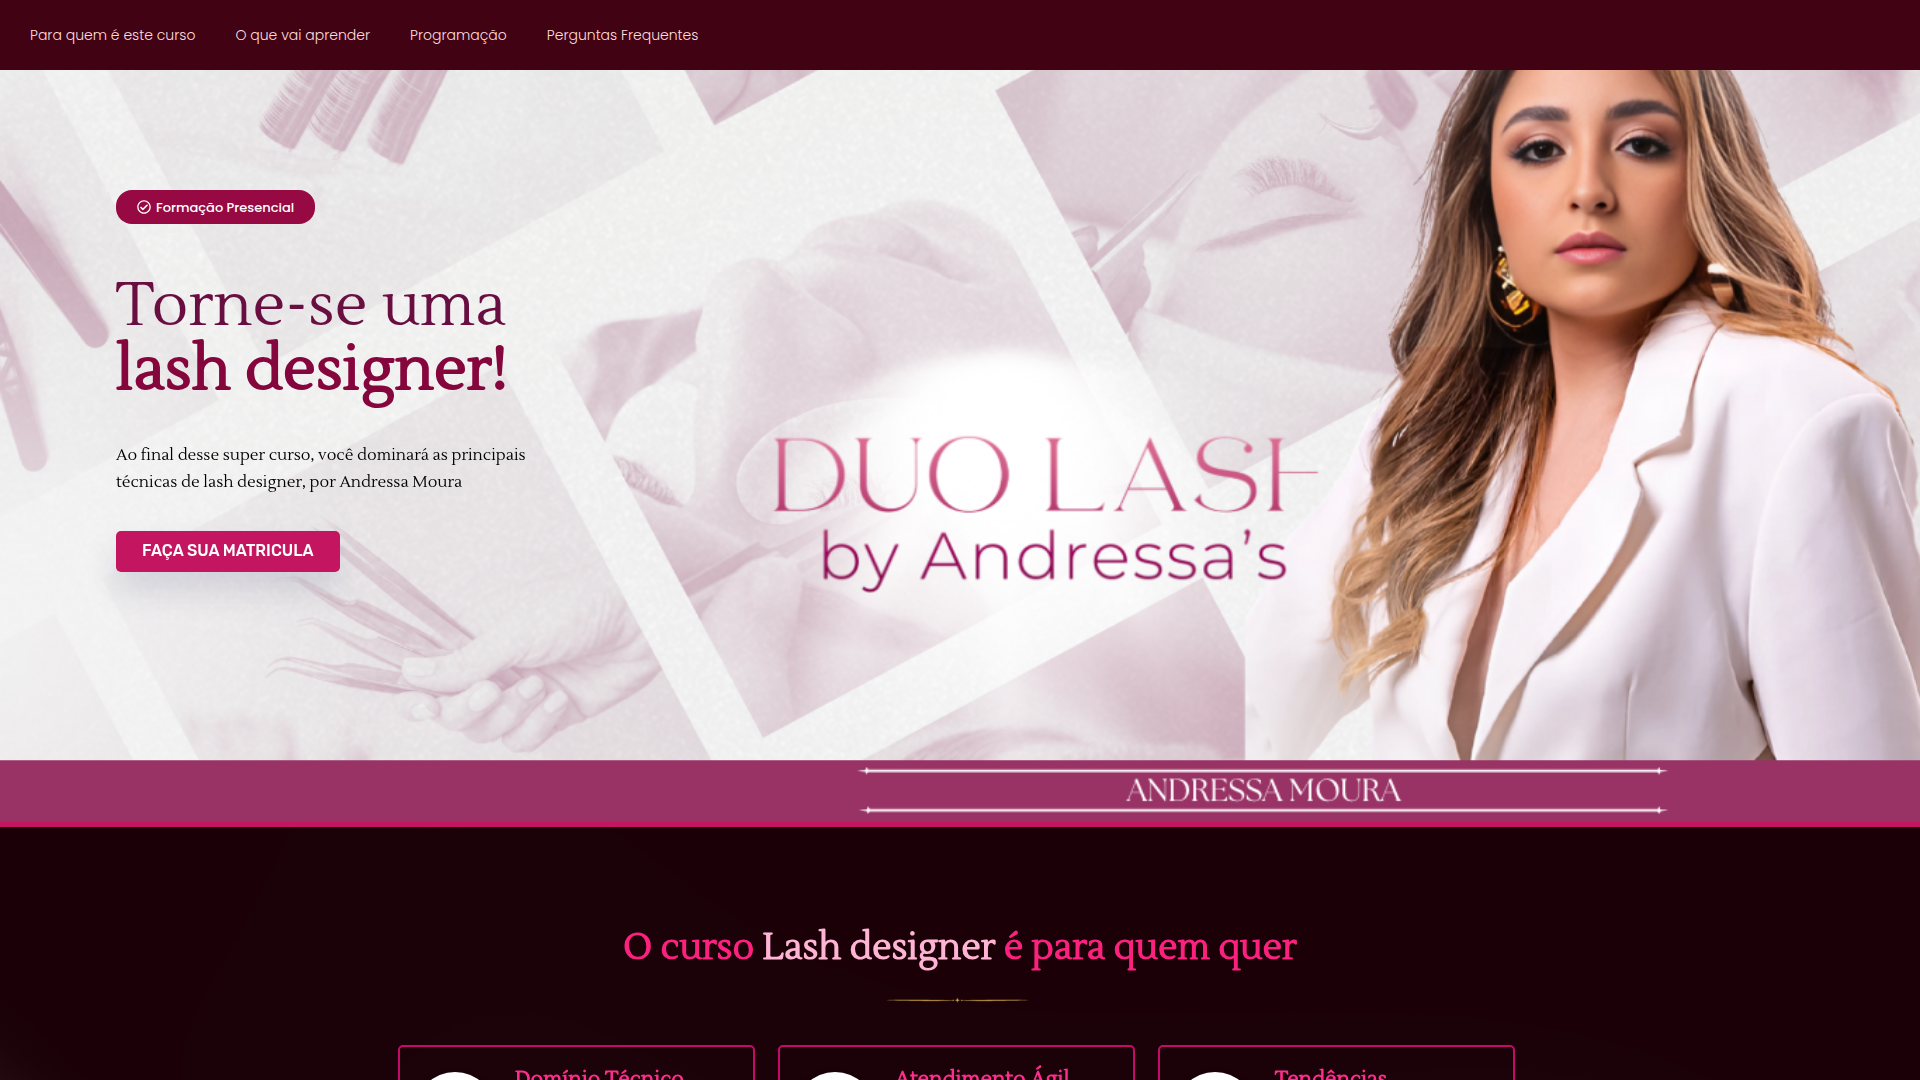 Para quem é este curso
O que vai aprender
Programação
Perguntas Frequentes
Formação Presencial
Torne-se uma
lash designer!
Ao final desse super curso, você dominará as principais
técnicas de lash designer, por Andressa Moura
FAÇA SUA MATRICULA
DUO LASH
by Andressa’s
ANDRESSA MOURA
O curso Lash designer é para quem quer
Domínio Técnico
Atendimento Ágil
Tendências